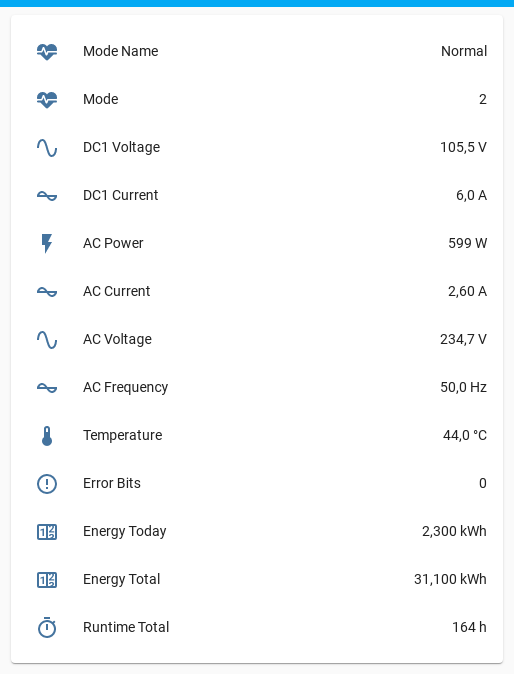 Mode Name Normal
Mode 2
DC1 Voltage 105,5 V
DC1 Current 6,0 A
AC Power 599 W
AC Current 2,60 A
AC Voltage 234,7 V
AC Frequency 50,0 Hz
Temperature 44,0 °C
Error Bits 0
Energy Today 2,300 kWh
Energy Total 31,100 kWh
Runtime Total 164 h